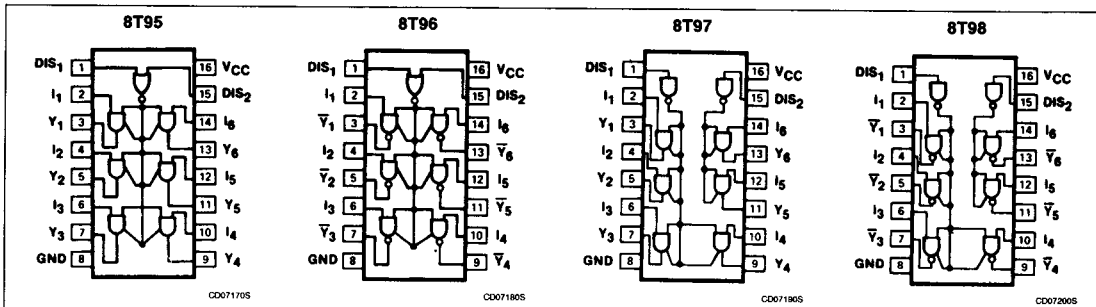 8T95
DIS1 1 16 VCC
15 DIS2
I1 2
14 I6
Y1 3
I2 4 13 Y6
12 I5
Y2 5
I3 6 11 Y5
10 I4
Y3 7
GND 8 9 Y4
CD07170S
8T96
DIS1 1 16 VCC
15 DIS2
I1 2
14 I6
Y̅1 3
I2 4 13 Y̅6
12 I5
Y̅2 5
I3 6 11 Y̅5
10 I4
Y̅3 7
GND 8 9 Y̅4
CD07180S
8T97
DIS1 1 16 VCC
15 DIS2
I1 2
14 I6
Y1 3
I2 4 13 Y6
12 I5
Y2 5
I3 6 11 Y5
10 I4
Y3 7
GND 8 9 Y4
CD07190S
8T98
DIS1 1 16 VCC
15 DIS2
I1 2
14 I6
Y̅1 3
I2 4 13 Y̅6
12 I5
Y̅2 5
I3 6 11 Y̅5
10 I4
Y̅3 7
GND 8 9 Y̅4
CD07200S